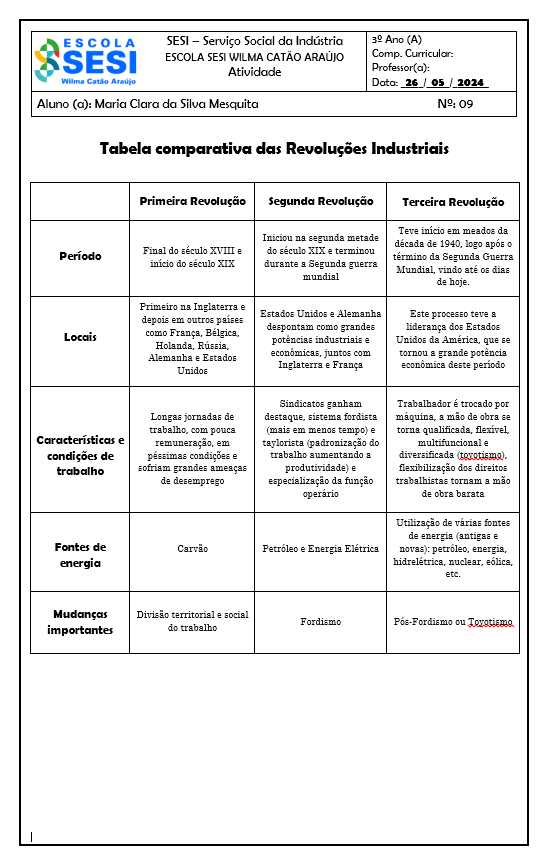 ESCOLA
SESI
Wilma Catão Araújo
SESI – Serviço Social da Indústria
ESCOLA SESI WILMA CATÃO ARAÚJO
Atividade
3º Ano (A)
Comp. Curricular:
Professor(a):
Data: 26 / 05 / 2024
Aluno (a): Maria Clara da Silva Mesquita Nº: 09
Tabela comparativa das Revoluções Industriais
Primeira Revolução
Segunda Revolução
Terceira Revolução
Período
Final do século XVIII e
início do século XIX
Iniciou na segunda metade
do século XIX e terminou
durante a Segunda guerra
mundial
Teve início em meados da
década de 1940, logo após o
término da Segunda Guerra
Mundial, vindo até os dias
de hoje.
Locais
Primeiro na Inglaterra e
depois em outros países
como França, Bélgica,
Holanda, Rússia,
Alemanha e Estados
Unidos
Estados Unidos e Alemanha
despontam como grandes
potências industriais e
econômicas, juntos com
Inglaterra e França
Este processo teve a
liderança dos Estados
Unidos da América, que se
tornou a grande potência
econômica deste período
Características e
condições de
trabalho
Longas jornadas de
trabalho, com pouca
remuneração, em
péssimas condições e
sofriam grandes ameaças
de desemprego
Sindicatos ganham
destaque, sistema fordista
(mais em menos tempo) e
taylorista (padronização do
trabalho aumentando a
produtividade) e
especialização da função
operário
Trabalhador é trocado por
máquina, a mão de obra se
torna qualificada, flexível,
multifuncional e
diversificada (toyotismo),
flexibilização dos direitos
trabalhistas tornam a mão
de obra barata
Fontes de
energia
Carvão
Petróleo e Energia Elétrica
Utilização de várias fontes
de energia (antigas e
novas): petróleo, energia,
hidrelétrica, nuclear, eólica,
etc.
Mudanças
importantes
Divisão territorial e social
do trabalho
Fordismo
Pós-Fordismo ou Toyotismo